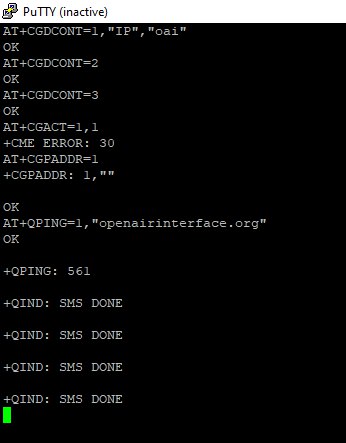 PuTTY (inactive)
AT+CGDCONT=1,"IP","oai"
OK
AT+CGDCONT=2
OK
AT+CGDCONT=3
OK
AT+CGACT=1,1
+CME ERROR: 30
AT+CGPADDR=1
+CGPADDR: 1,""
OK
AT+QPING=1,"openairinterface.org"
OK
+QPING: 561
+QIND: SMS DONE
+QIND: SMS DONE
+QIND: SMS DONE
+QIND: SMS DONE